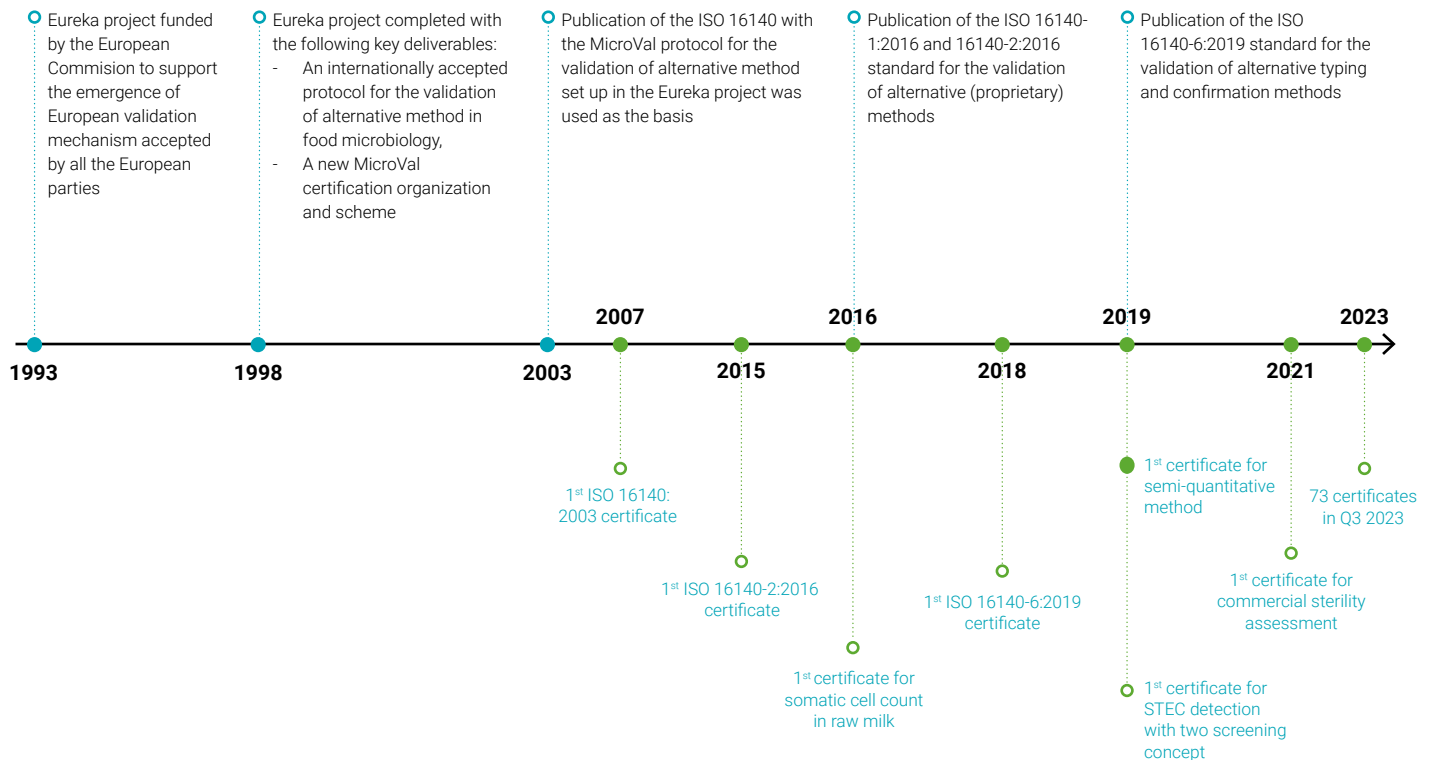 Eureka project funded
by the European
Commision to support
the emergence of
European validation
mechanism accepted
by all the European
parties
Eureka project completed with
the following key deliverables:
- An internationally accepted
protocol for the validation
of alternative method in
food microbiology,
- A new MicroVal
certification organization
and scheme
Publication of the ISO 16140 with
the MicroVal protocol for the
validation of alternative method
set up in the Eureka project was
used as the basis
Publication of the ISO 16140-
1:2016 and 16140-2:2016
standard for the validation
of alternative (proprietary)
methods
Publication of the ISO
16140-6:2019 standard for the
validation of alternative typing
and confirmation methods
1993
1998
2003
2007
2015
2016
2018
2019
2021
2023
1st ISO 16140:
2003 certificate
1st ISO 16140-2:2016
certificate
1st certificate for
somatic cell count
in raw milk
1st ISO 16140-6:2019
certificate
1st certificate for
semi-quantitative
method
1st certificate for
STEC detection
with two screening
concept
1st certificate for
commercial sterility
assessment
73 certificates
in Q3 2023